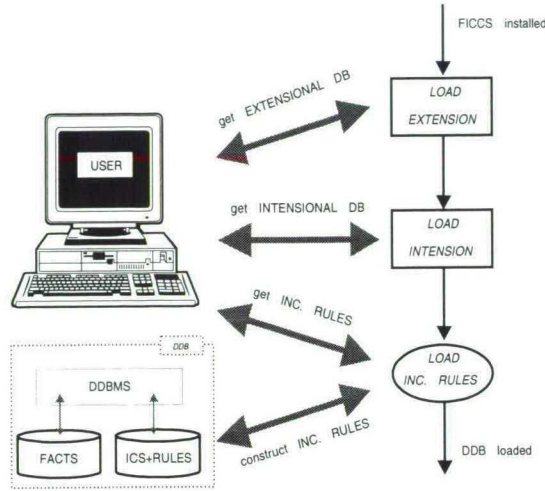 FICCS installed
LOAD
EXTENSION
get EXTENSIONAL DB
USER
get INTENSIONAL DB
LOAD
INTENSION
get INC. RULES
LOAD
INC. RULES
DDB
DDBMS
FACTS
ICS+RULES
construct INC. RULES
DDB loaded